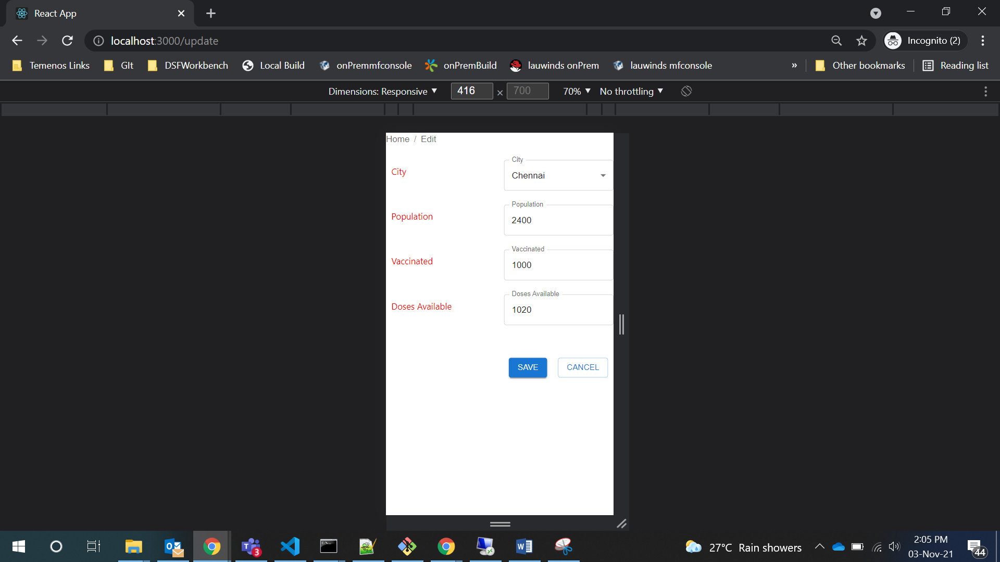 React App
localhost:3000/update
Incognito (2)
Temenos Links
GIt
DSFWorkbench
Local Build
onPremmfconsole
onPremBuild
lauwinds onPrem
lauwinds mfconsole
»
Other bookmarks
Reading list
Dimensions: Responsive
416 × 700
70%
No throttling
Home / Edit
City
City
Chennai
Population
Population
2400
Vaccinated
Vaccinated
1000
Doses Available
Doses Available
1020
SAVE
CANCEL
27°C Rain showers
2:05 PM
03-Nov-21
3
44